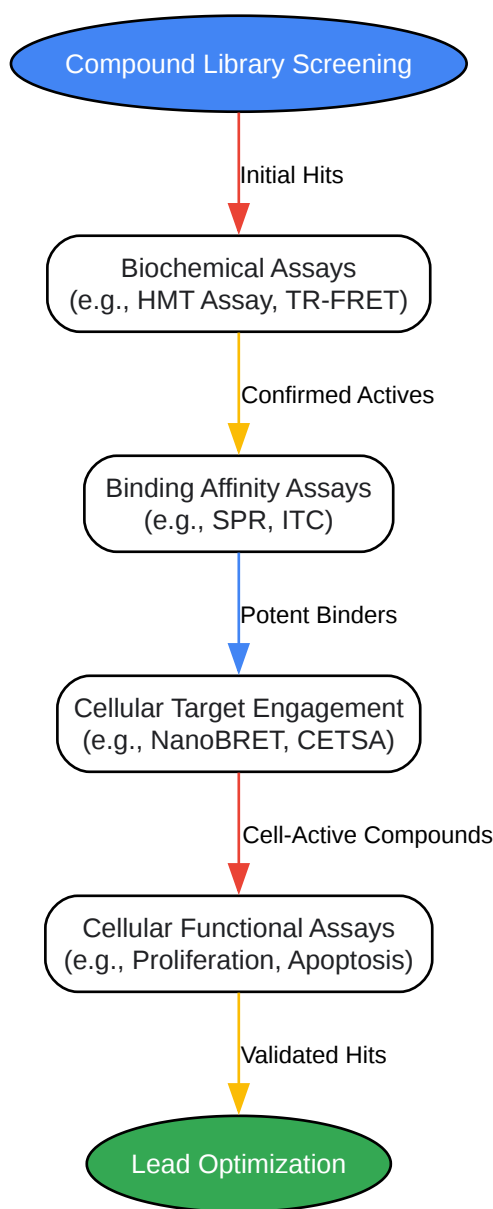 Compound Library Screening
Initial Hits
Biochemical Assays
(e.g., HMT Assay, TR-FRET)
Confirmed Actives
Binding Affinity Assays
(e.g., SPR, ITC)
Potent Binders
Cellular Target Engagement
(e.g., NanoBRET, CETSA)
Cell-Active Compounds
Cellular Functional Assays
(e.g., Proliferation, Apoptosis)
Validated Hits
Lead Optimization